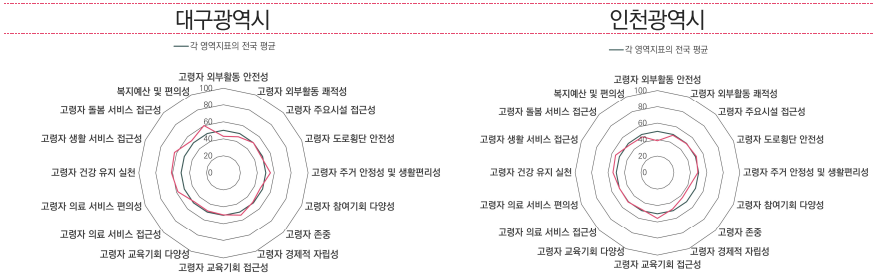 대구광역시
각 영역지표의 전국 평균
고령자 외부활동 안전성
고령자 외부활동 쾌적성
고령자 주요시설 접근성
고령자 도로횡단 안전성
고령자 주거 안정성 및 생활편리성
고령자 참여기회 다양성
고령자 존중
고령자 경제적 자립성
고령자 교육기회 접근성
고령자 교육기회 다양성
고령자 의료 서비스 접근성
고령자 의료 서비스 편의성
고령자 건강 유지 실천
고령자 생활 서비스 접근성
고령자 돌봄 서비스 접근성
복지예산 및 편의성
100
80
60
40
20
0
인천광역시
각 영역지표의 전국 평균
고령자 외부활동 안전성
고령자 외부활동 쾌적성
고령자 주요시설 접근성
고령자 도로횡단 안전성
고령자 주거 안정성 및 생활편리성
고령자 참여기회 다양성
고령자 존중
고령자 경제적 자립성
고령자 교육기회 접근성
고령자 교육기회 다양성
고령자 의료 서비스 접근성
고령자 의료 서비스 편의성
고령자 건강 유지 실천
고령자 생활 서비스 접근성
고령자 돌봄 서비스 접근성
복지예산 및 편의성
100
80
60
40
20
0